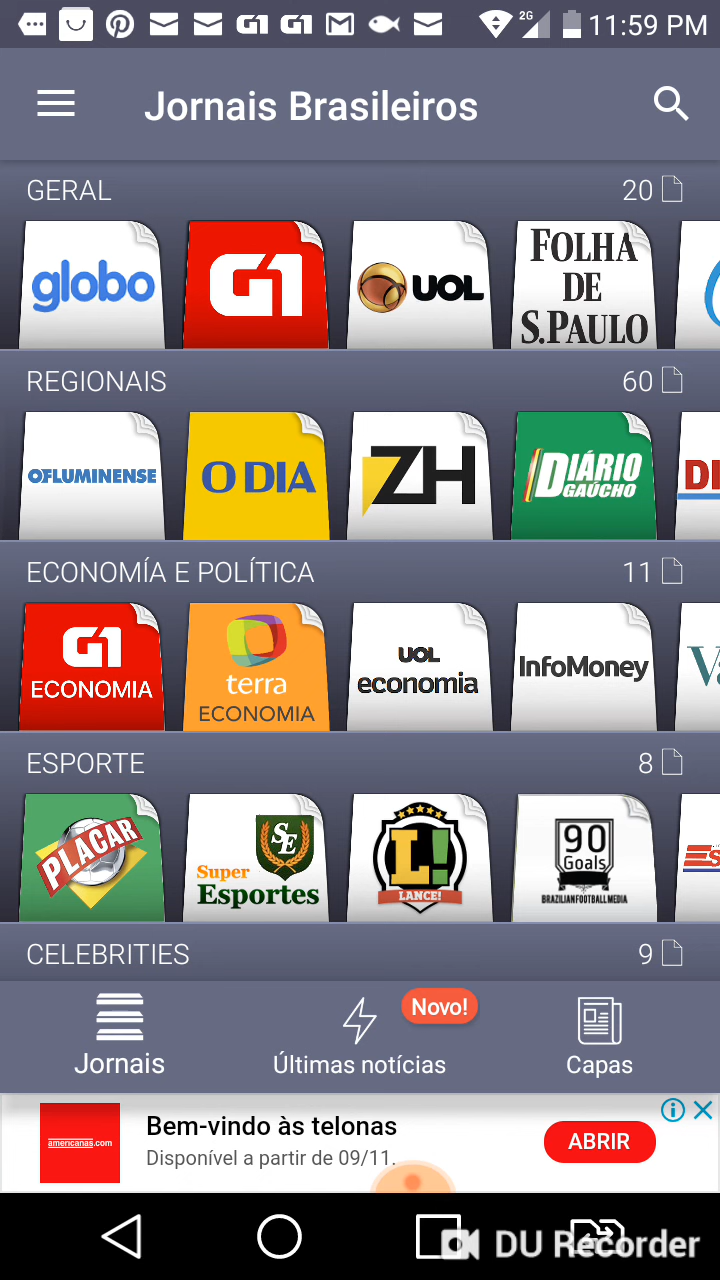 2G 11:59 PM
Jornais Brasileiros
GERAL 20
globo
G1
UOL
FOLHA
DE
S.PAULO
REGIONAIS 60
OFLUMINENSE
O DIA
ZH
DIÁRIO
GAÚCHO
ECONOMÍA E POLÍTICA 11
G1
ECONOMIA
terra
ECONOMIA
UOL
economia
InfoMoney
ESPORTE 8
PLACAR
SE
Super
Esportes
L!
LANCE!
90
Goals
BRAZILIANFOOTBALLMEDIA
CELEBRITIES 9
Jornais
Novo!
Últimas notícias
Capas
americanas.com
Bem-vindo às telonas
Disponível a partir de 09/11.
ABRIR
DU Recorder